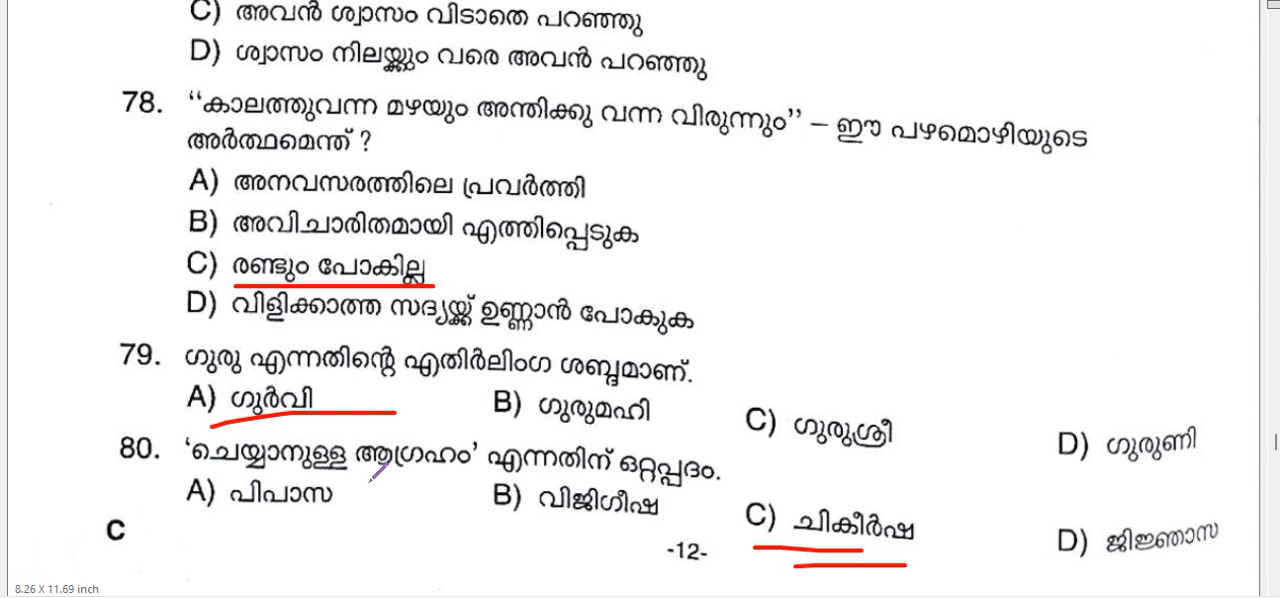 C) അവൻ ശ്വാസം വിടാതെ പറഞ്ഞു
D) ശ്വാസം നിലയ്ക്കും വരെ അവൻ പറഞ്ഞു
78. “കാലത്തുവന്ന മഴയും അന്തിക്കു വന്ന വിരുന്നും” – ഈ പഴമൊഴിയുടെ
അർത്ഥമെന്ത് ?
A) അനവസരത്തിലെ പ്രവർത്തി
B) അവിചാരിതമായി എത്തിപ്പെടുക
C) രണ്ടും പോകില്ല
D) വിളിക്കാത്ത സദ്യയ്ക്ക് ഉണ്ണാൻ പോകുക
79. ഗുരു എന്നതിന്റെ എതിർലിംഗ ശബ്ദമാണ്.
A) ഗുർവി B) ഗുരുമഹി C) ഗുരുശ്രീ D) ഗുരുണി
80. ‘ചെയ്യാനുള്ള ആഗ്രഹം’ എന്നതിന് ഒറ്റപ്പദം.
A) പിപാസ B) വിജിഗീഷ C) ചികീർഷ D) ജിജ്ഞാസ
C -12-
8.26 X 11.69 inch